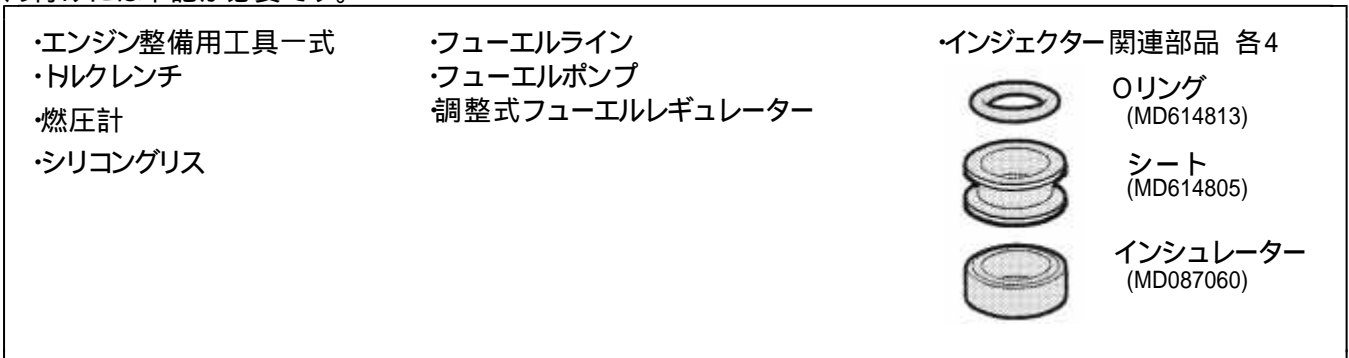 ・エンジン整備用工具一式
・トルクレンチ
・燃圧計
・シリコングリス
・フューエルライン
・フューエルポンプ
・調整式フューエルレギュレーター
・インジェクター関連部品 各4
Oリング
(MD614813)
シート
(MD614805)
インシュレーター
(MD087060)